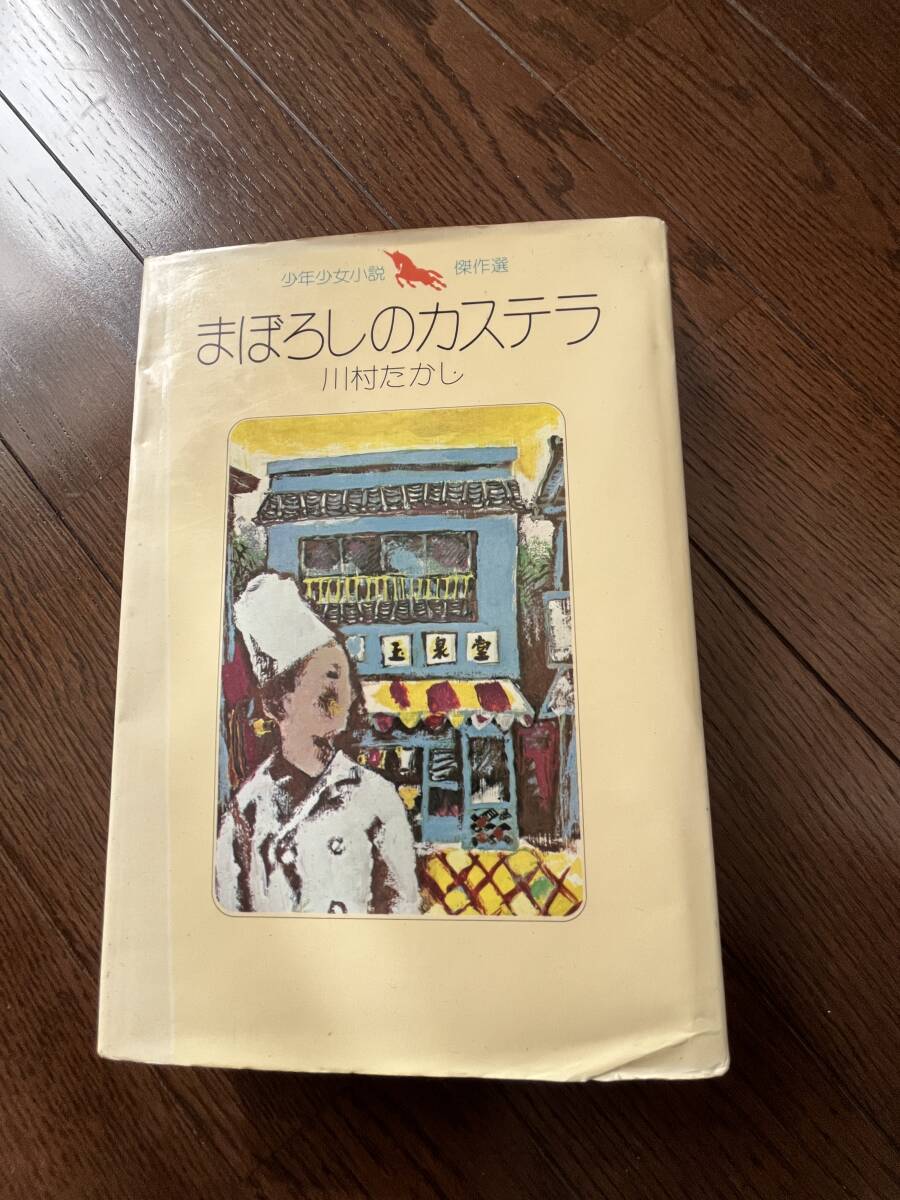 少年少女小説 傑作選
まぼろしのカステラ
川村たかし
玉泉堂